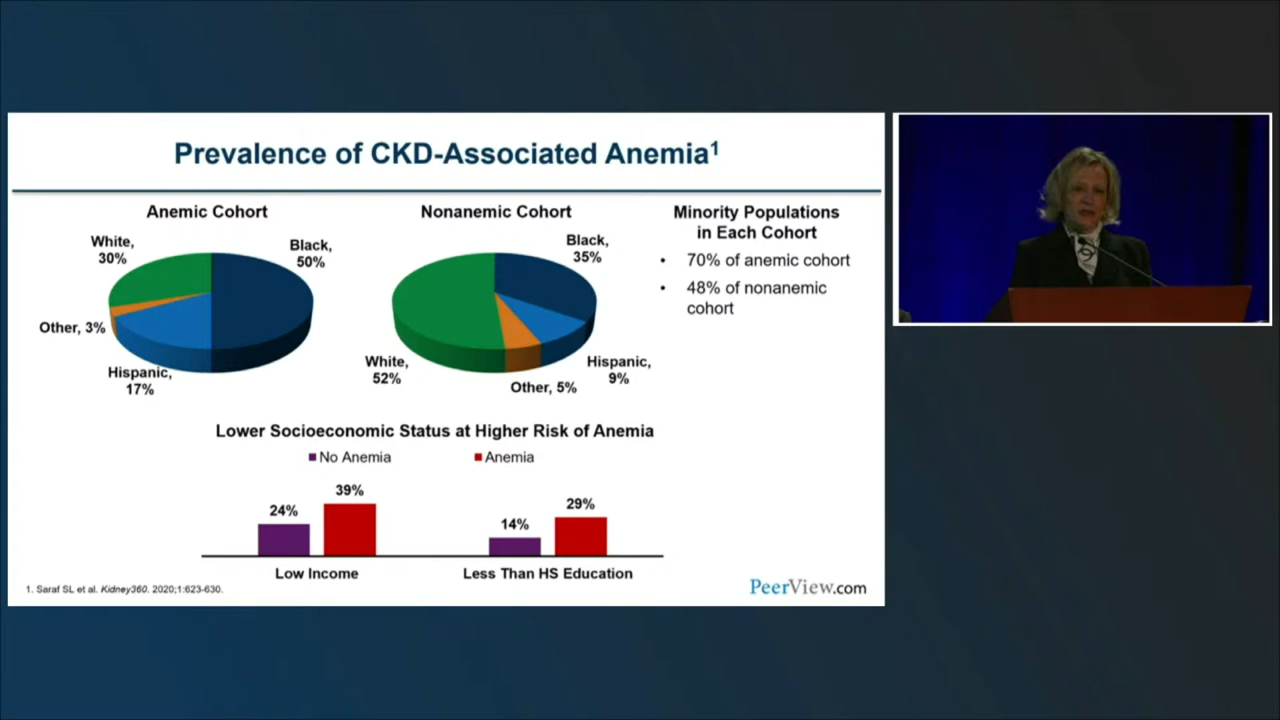 Prevalence of CKD-Associated Anemia¹
Anemic Cohort
White,
30%
Black,
50%
Other, 3%
Hispanic,
17%
Nonanemic Cohort
Black,
35%
White,
52%
Other, 5%
Hispanic,
9%
Minority Populations
in Each Cohort
• 70% of anemic cohort
• 48% of nonanemic
cohort
Lower Socioeconomic Status at Higher Risk of Anemia
No Anemia
Anemia
24%
39%
14%
29%
Low Income
Less Than HS Education
1. Saraf SL et al. Kidney360. 2020;1:623-630.
PeerView.com